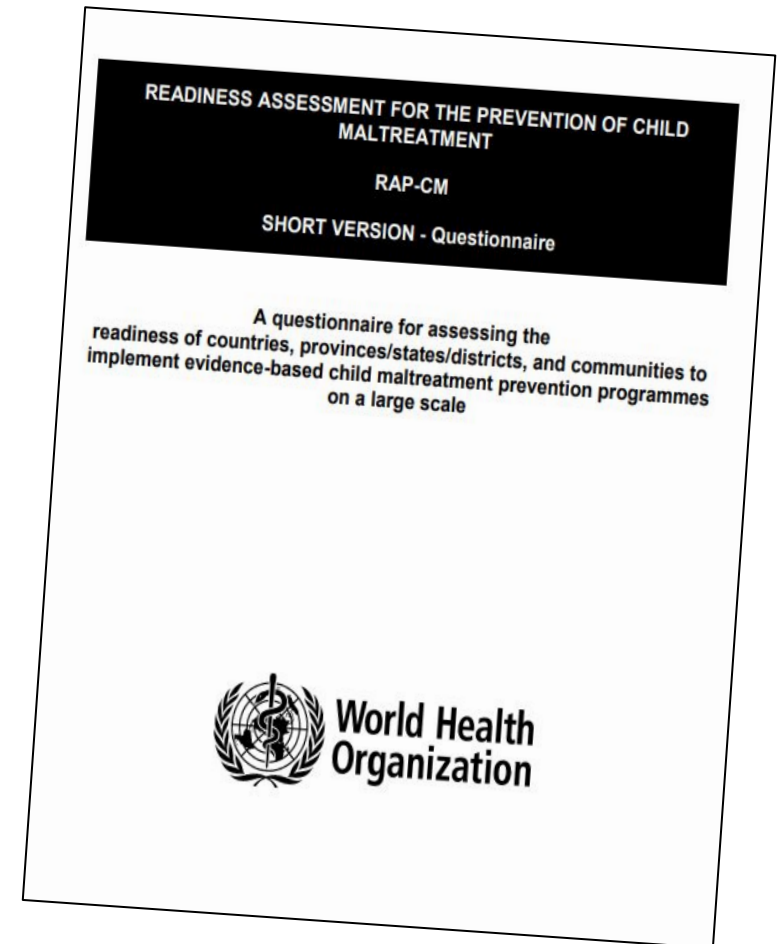 READINESS ASSESSMENT FOR THE PREVENTION OF CHILD
MALTREATMENT
RAP-CM
SHORT VERSION - Questionnaire
A questionnaire for assessing the
readiness of countries, provinces/states/districts, and communities to
implement evidence-based child maltreatment prevention programmes
on a large scale
World Health
Organization